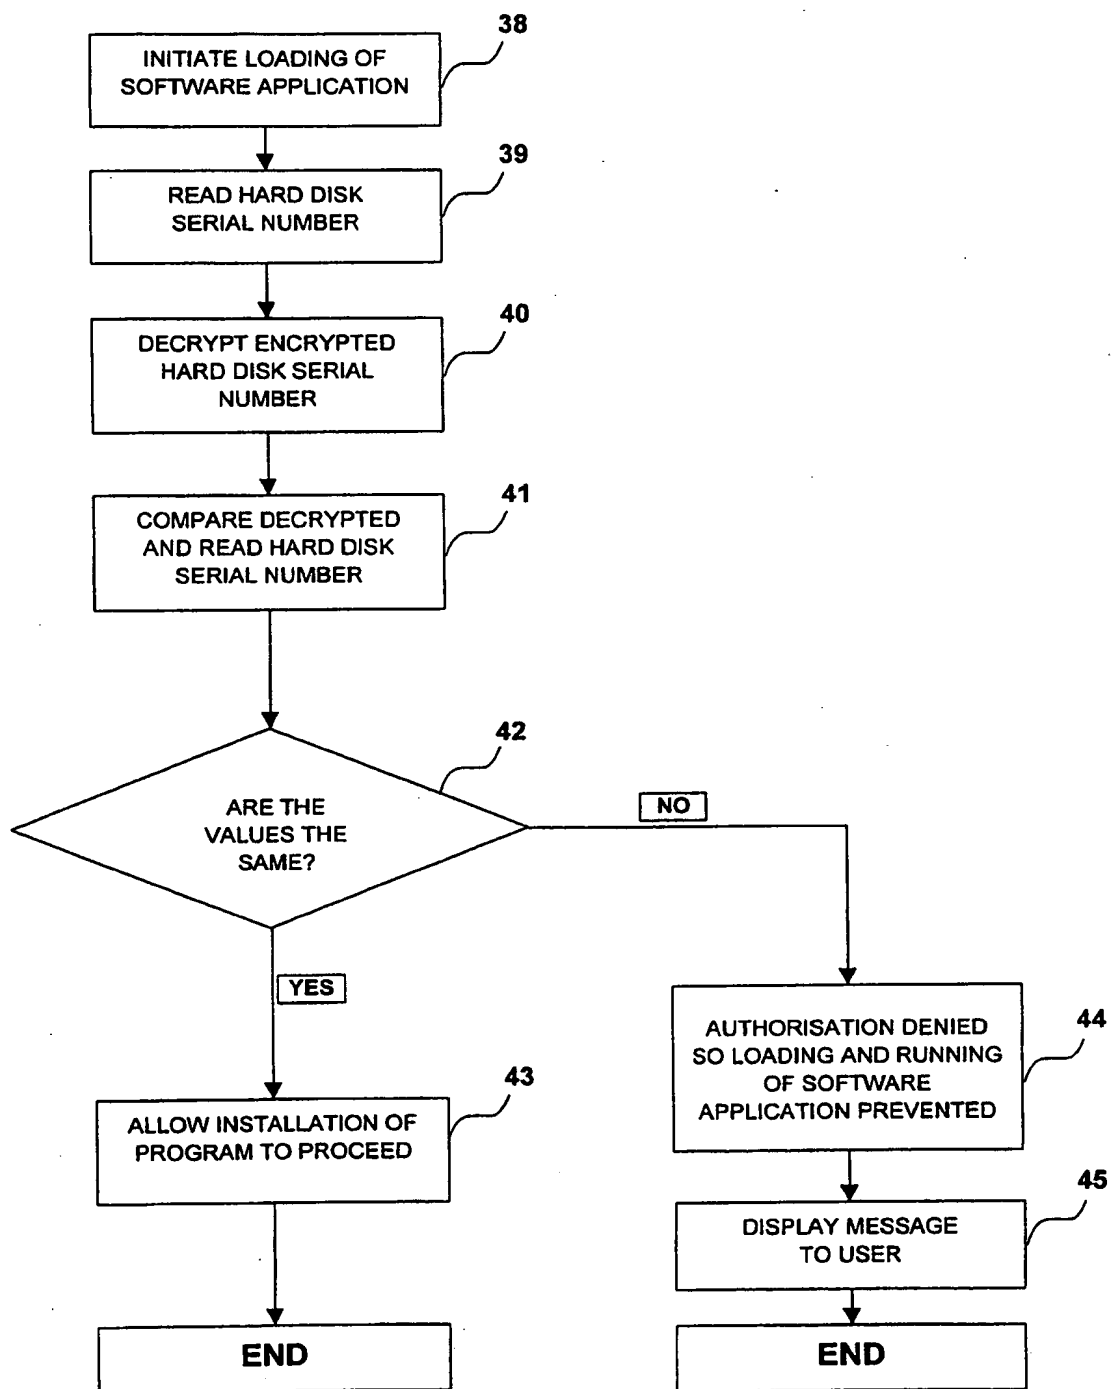 38
INITIATE LOADING OF
SOFTWARE APPLICATION
39
READ HARD DISK
SERIAL NUMBER
40
DECRYPT ENCRYPTED
HARD DISK SERIAL
NUMBER
41
COMPARE DECRYPTED
AND READ HARD DISK
SERIAL NUMBER
42
ARE THE
VALUES THE
SAME?
NO
YES
43
ALLOW INSTALLATION OF
PROGRAM TO PROCEED
END
44
AUTHORISATION DENIED
SO LOADING AND RUNNING
OF SOFTWARE
APPLICATION PREVENTED
45
DISPLAY MESSAGE
TO USER
END